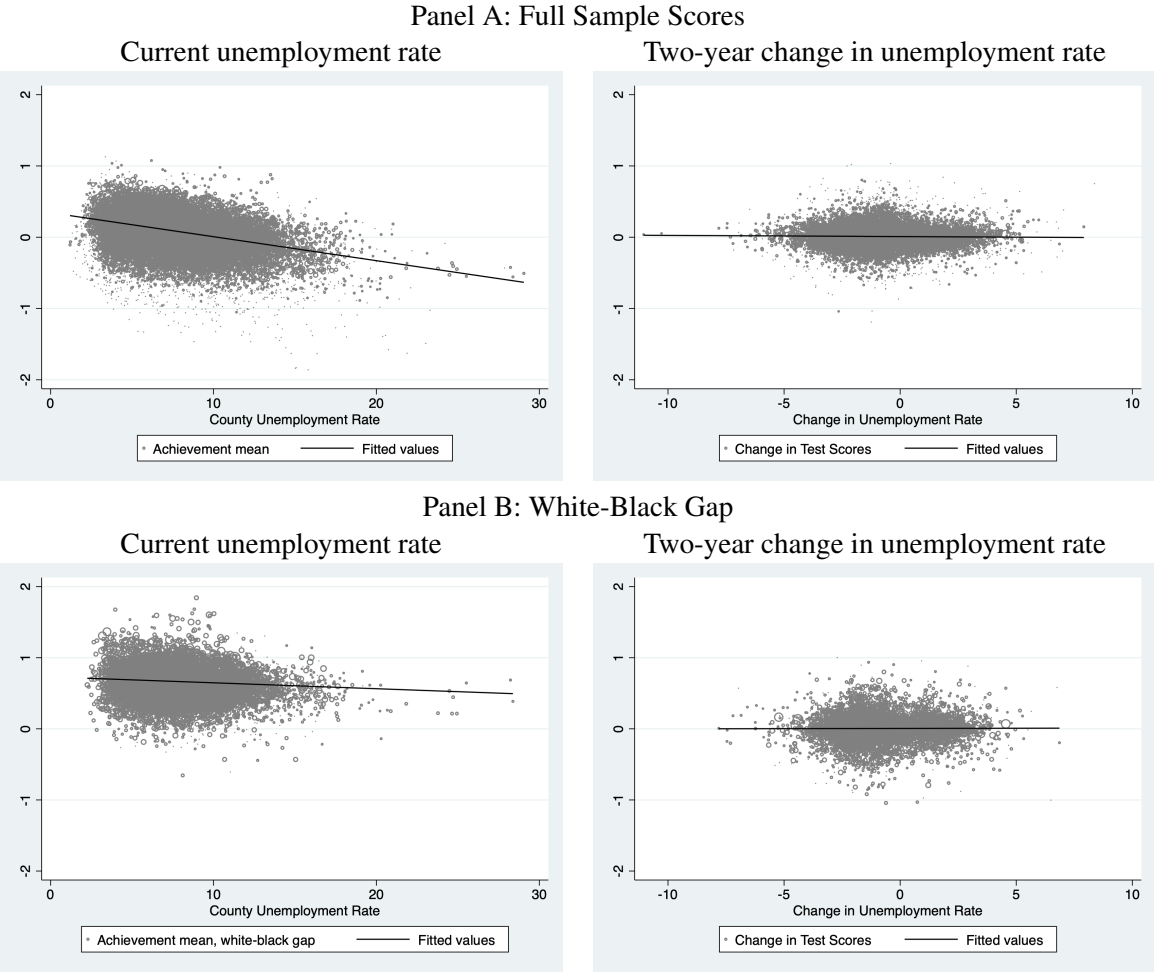 Panel A: Full Sample Scores
Current unemployment rate
Two-year change in unemployment rate
2
1
0
-1
-2
0 10 20 30
County Unemployment Rate
Achievement mean Fitted values
2
1
0
-1
-2
-10 -5 0 5 10
Change in Unemployment Rate
Change in Test Scores Fitted values
Panel B: White-Black Gap
Current unemployment rate
Two-year change in unemployment rate
2
1
0
-1
-2
0 10 20 30
County Unemployment Rate
Achievement mean, white-black gap Fitted values
2
1
0
-1
-2
-10 -5 0 5 10
Change in Unemployment Rate
Change in Test Scores Fitted values